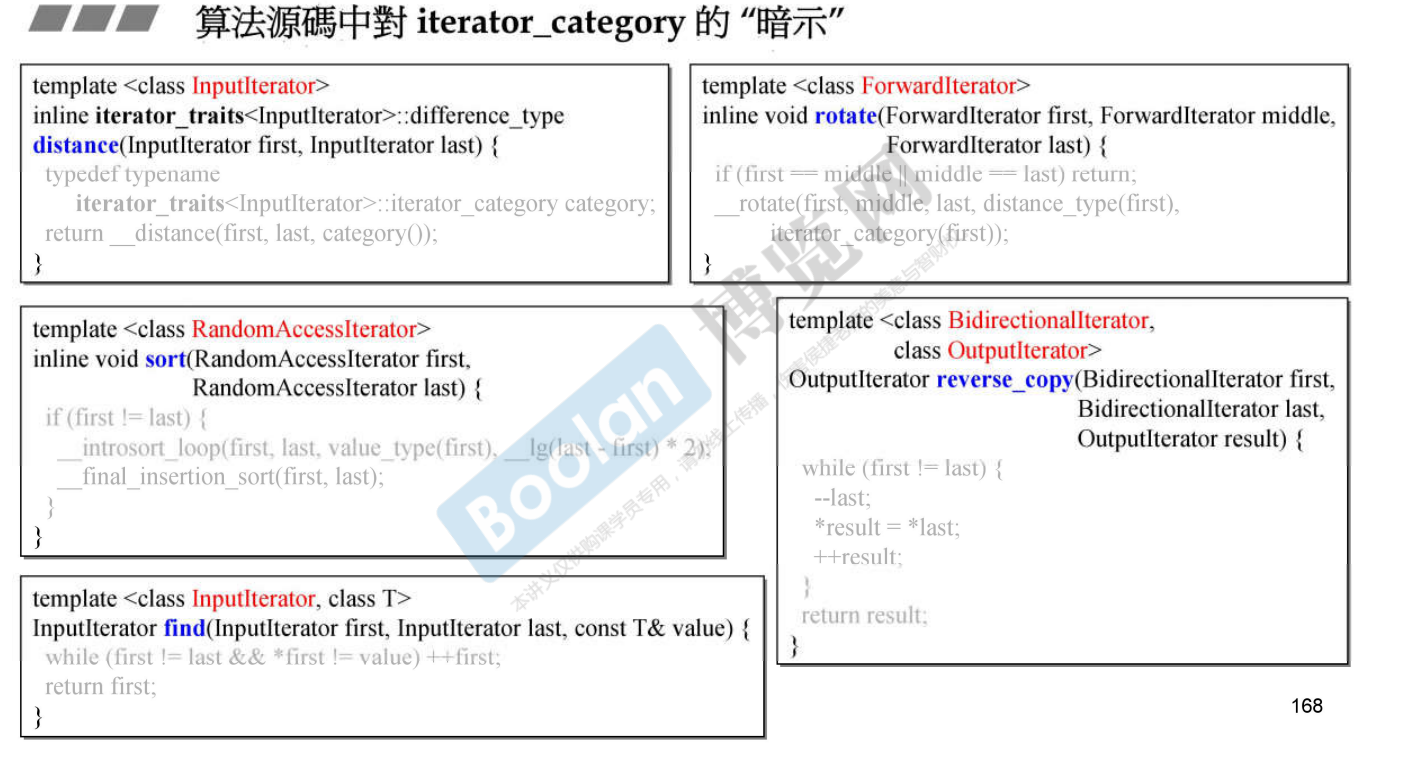 算法源碼中對 iterator_category 的 “暗示”
template <class InputIterator>
inline iterator_traits<InputIterator>::difference_type
distance(InputIterator first, InputIterator last) {
typedef typename
iterator_traits<InputIterator>::iterator_category category;
return __distance(first, last, category());
}
template <class ForwardIterator>
inline void rotate(ForwardIterator first, ForwardIterator middle,
ForwardIterator last) {
if (first == middle || middle == last) return;
__rotate(first, middle, last, distance_type(first),
iterator_category(first));
}
template <class RandomAccessIterator>
inline void sort(RandomAccessIterator first,
RandomAccessIterator last) {
if (first != last) {
__introsort_loop(first, last, value_type(first), __lg(last - first) * 2);
__final_insertion_sort(first, last);
}
}
template <class BidirectionalIterator,
class OutputIterator>
OutputIterator reverse_copy(BidirectionalIterator first,
BidirectionalIterator last,
OutputIterator result) {
while (first != last) {
--last;
*result = *last;
++result;
}
return result;
}
template <class InputIterator, class T>
InputIterator find(InputIterator first, InputIterator last, const T& value) {
while (first != last && *first != value) ++first;
return first;
}
Boolan 博览网
本讲义仅供购课学员专用，请勿线上传播，
168